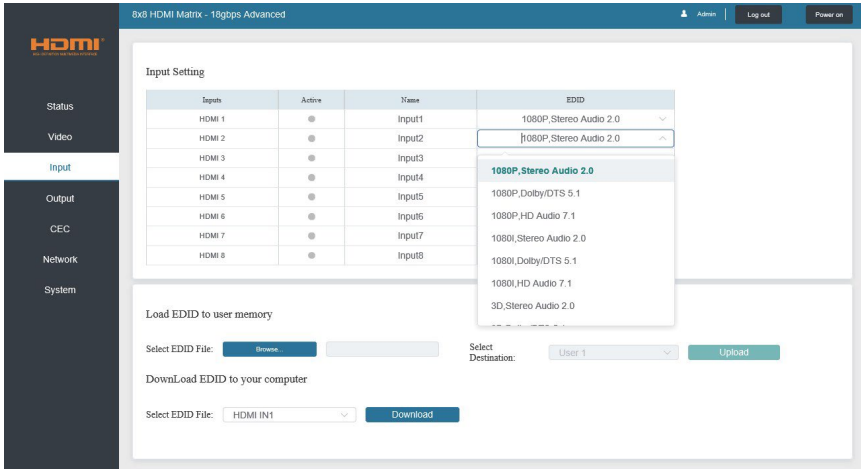 8x8 HDMI Matrix - 18gbps Advanced
Admin
Log out
Power on
HDMI
Status
Video
Input
Output
CEC
Network
System
Input Setting
Inputs Active Name EDID
HDMI 1 Input1 1080P,Stereo Audio 2.0
HDMI 2 Input2 1080P,Stereo Audio 2.0
HDMI 3 Input3
HDMI 4 Input4
HDMI 5 Input5
HDMI 6 Input6
HDMI 7 Input7
HDMI 8 Input8
1080P,Stereo Audio 2.0
1080P,Dolby/DTS 5.1
1080P,HD Audio 7.1
1080I,Stereo Audio 2.0
1080I,Dolby/DTS 5.1
1080I,HD Audio 7.1
3D,Stereo Audio 2.0
Load EDID to user memory
Select EDID File: Browse...
Select
Destination:
User 1
Upload
DownLoad EDID to your computer
Select EDID File: HDMI IN1 Download